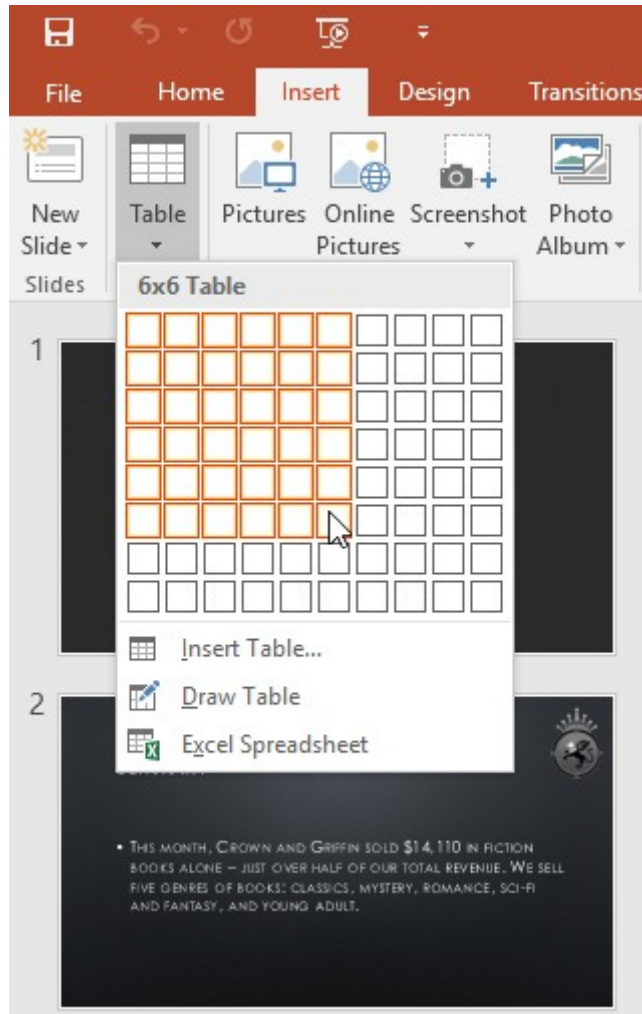 File Home Insert Design Transitions
New Slide
Table
Pictures
Online Pictures
Screenshot
Photo Album
Slides
6x6 Table
Insert Table...
Draw Table
Excel Spreadsheet
1
2
• THIS MONTH, CROWN AND GRIFFIN SOLD $14,110 IN FICTION
BOOKS ALONE – JUST OVER HALF OF OUR TOTAL REVENUE. WE SELL
FIVE GENRES OF BOOKS: CLASSICS, MYSTERY, ROMANCE, SCI-FI
AND FANTASY, AND YOUNG ADULT.